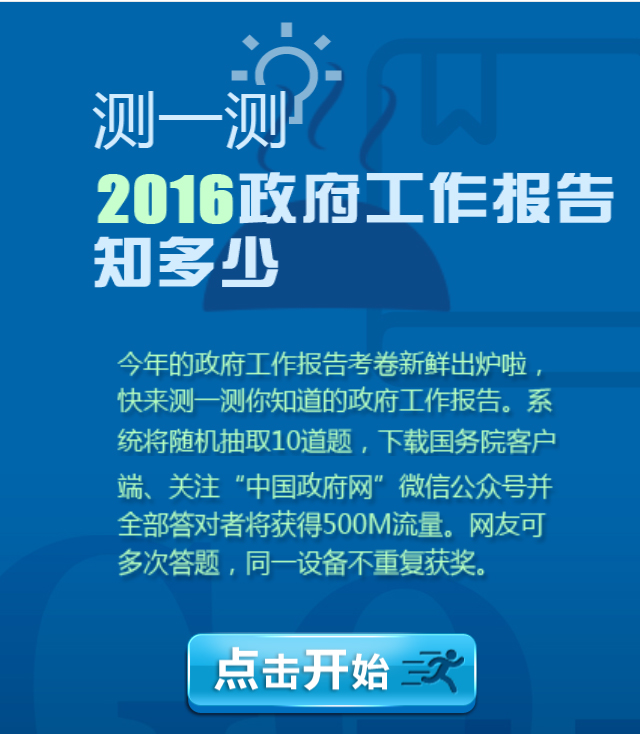 测一测
2016政府工作报告
知多少
今年的政府工作报告考卷新鲜出炉啦，
快来测一测你知道的政府工作报告。系
统将随机抽取10道题，下载国务院客户
端、关注“中国政府网”微信公众号并
全部答对者将获得500M流量。网友可
多次答题，同一设备不重复获奖。
点击开始